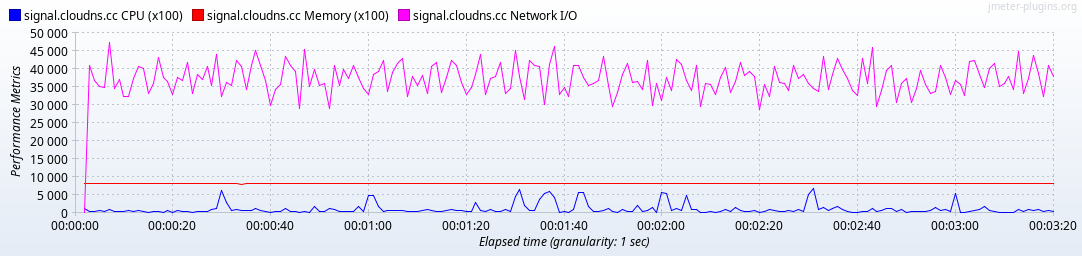 jmeter-plugins.org
signal.cloudns.cc CPU (x100) signal.cloudns.cc Memory (x100) signal.cloudns.cc Network I/O
Performance Metrics
50 000
45 000
40 000
35 000
30 000
25 000
20 000
15 000
10 000
5 000
0
00:00:00 00:00:20 00:00:40 00:01:00 00:01:20 00:01:40 00:02:00 00:02:20 00:02:40 00:03:00 00:03:20
Elapsed time (granularity: 1 sec)